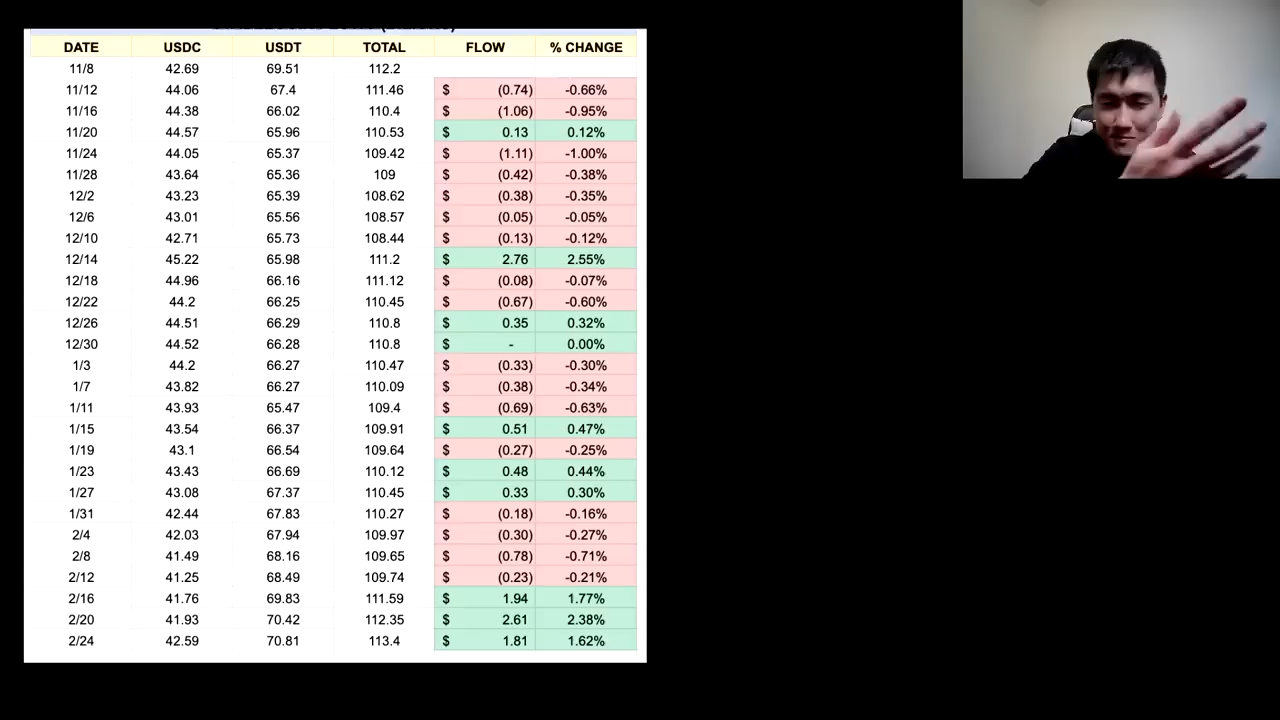 DATE USDC USDT TOTAL FLOW % CHANGE
11/8 42.69 69.51 112.2
11/12 44.06 67.4 111.46 $ (0.74) -0.66%
11/16 44.38 66.02 110.4 $ (1.06) -0.95%
11/20 44.57 65.96 110.53 $ 0.13 0.12%
11/24 44.05 65.37 109.42 $ (1.11) -1.00%
11/28 43.64 65.36 109 $ (0.42) -0.38%
12/2 43.23 65.39 108.62 $ (0.38) -0.35%
12/6 43.01 65.56 108.57 $ (0.05) -0.05%
12/10 42.71 65.73 108.44 $ (0.13) -0.12%
12/14 45.22 65.98 111.2 $ 2.76 2.55%
12/18 44.96 66.16 111.12 $ (0.08) -0.07%
12/22 44.2 66.25 110.45 $ (0.67) -0.60%
12/26 44.51 66.29 110.8 $ 0.35 0.32%
12/30 44.52 66.28 110.8 $ - 0.00%
1/3 44.2 66.27 110.47 $ (0.33) -0.30%
1/7 43.82 66.27 110.09 $ (0.38) -0.34%
1/11 43.93 65.47 109.4 $ (0.69) -0.63%
1/15 43.54 66.37 109.91 $ 0.51 0.47%
1/19 43.1 66.54 109.64 $ (0.27) -0.25%
1/23 43.43 66.69 110.12 $ 0.48 0.44%
1/27 43.08 67.37 110.45 $ 0.33 0.30%
1/31 42.44 67.83 110.27 $ (0.18) -0.16%
2/4 42.03 67.94 109.97 $ (0.30) -0.27%
2/8 41.49 68.16 109.65 $ (0.78) -0.71%
2/12 41.25 68.49 109.74 $ (0.23) -0.21%
2/16 41.76 69.83 111.59 $ 1.94 1.77%
2/20 41.93 70.42 112.35 $ 2.61 2.38%
2/24 42.59 70.81 113.4 $ 1.81 1.62%